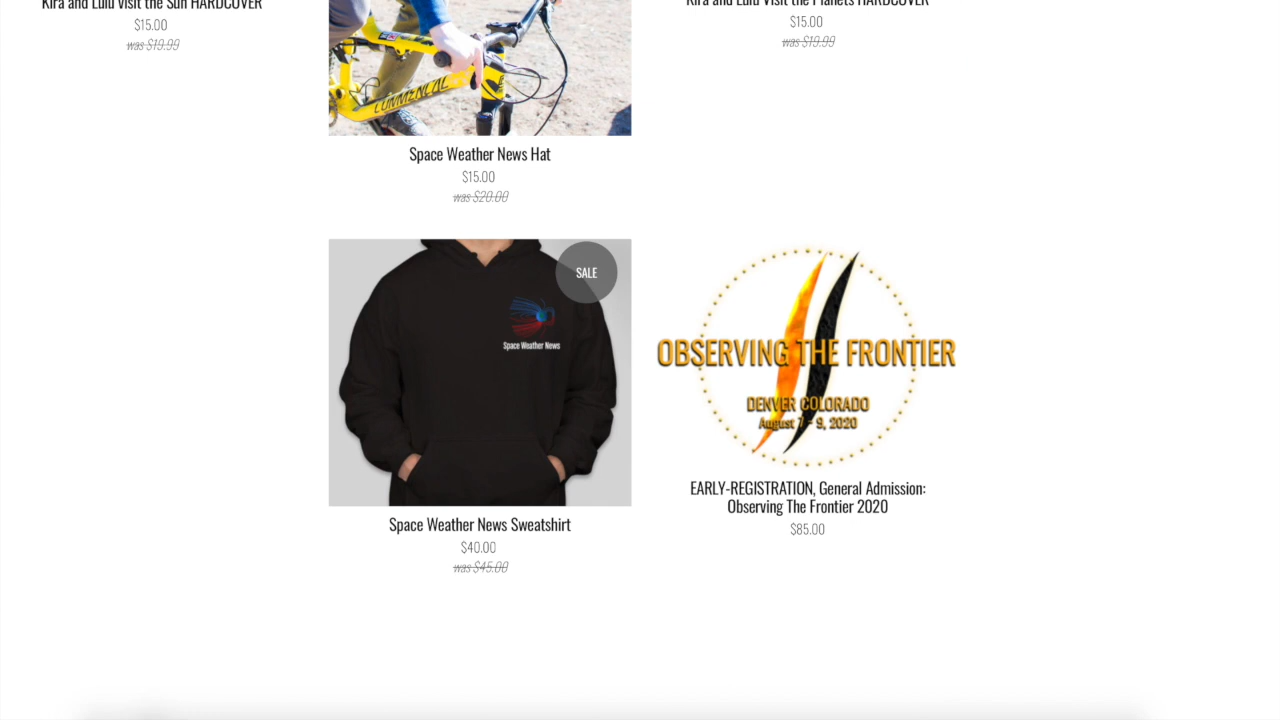 Kira and Lulu visit the Sun HARDCOVER
$15.00
was $19.99
COMMENCAL
Space Weather News Hat
$15.00
was $20.00
Kira and Lulu Visit the Planets HARDCOVER
$15.00
was $19.99
SALE
Space Weather News
Space Weather News Sweatshirt
$40.00
was $45.00
OBSERVING THE FRONTIER
DENVER COLORADO
August 7 - 9, 2020
EARLY-REGISTRATION, General Admission:
Observing The Frontier 2020
$85.00